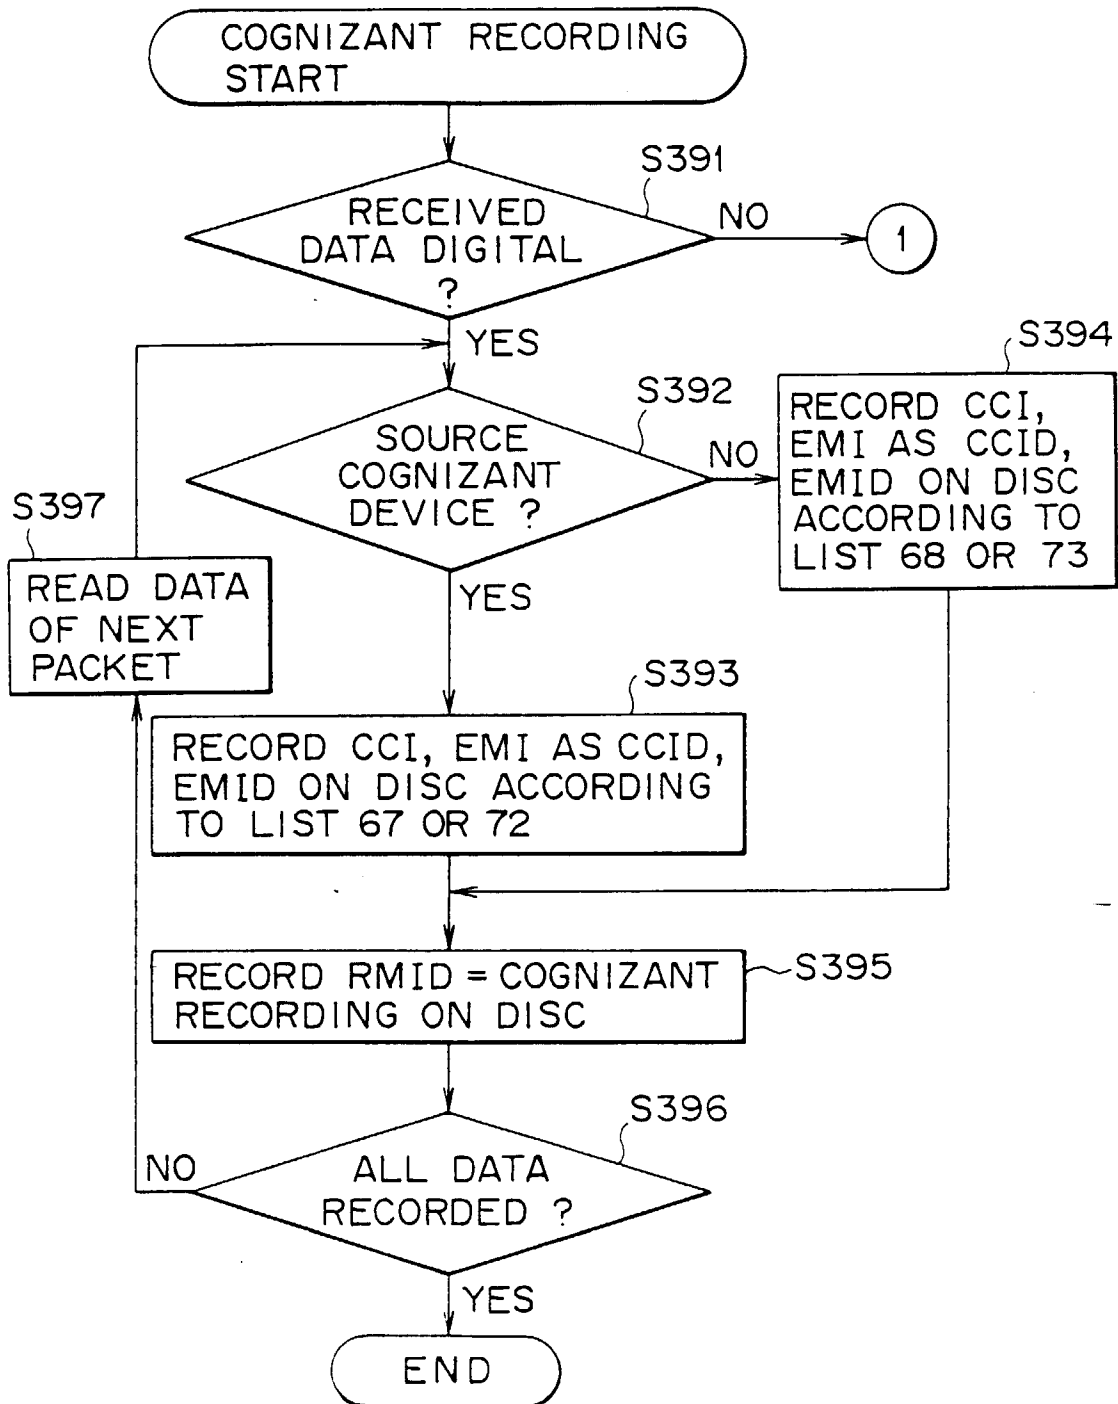 COGNIZANT RECORDING
START
S391
RECEIVED
DATA DIGITAL
?
NO
1
YES
S394
RECORD CCI,
EMI AS CCID,
EMID ON DISC
ACCORDING TO
LIST 68 OR 73
S392
SOURCE
COGNIZANT
DEVICE ?
NO
S397
READ DATA
OF NEXT
PACKET
YES
S393
RECORD CCI, EMI AS CCID,
EMID ON DISC ACCORDING
TO LIST 67 OR 72
RECORD RMID = COGNIZANT
RECORDING ON DISC
S395
S396
ALL DATA
RECORDED ?
NO
YES
END